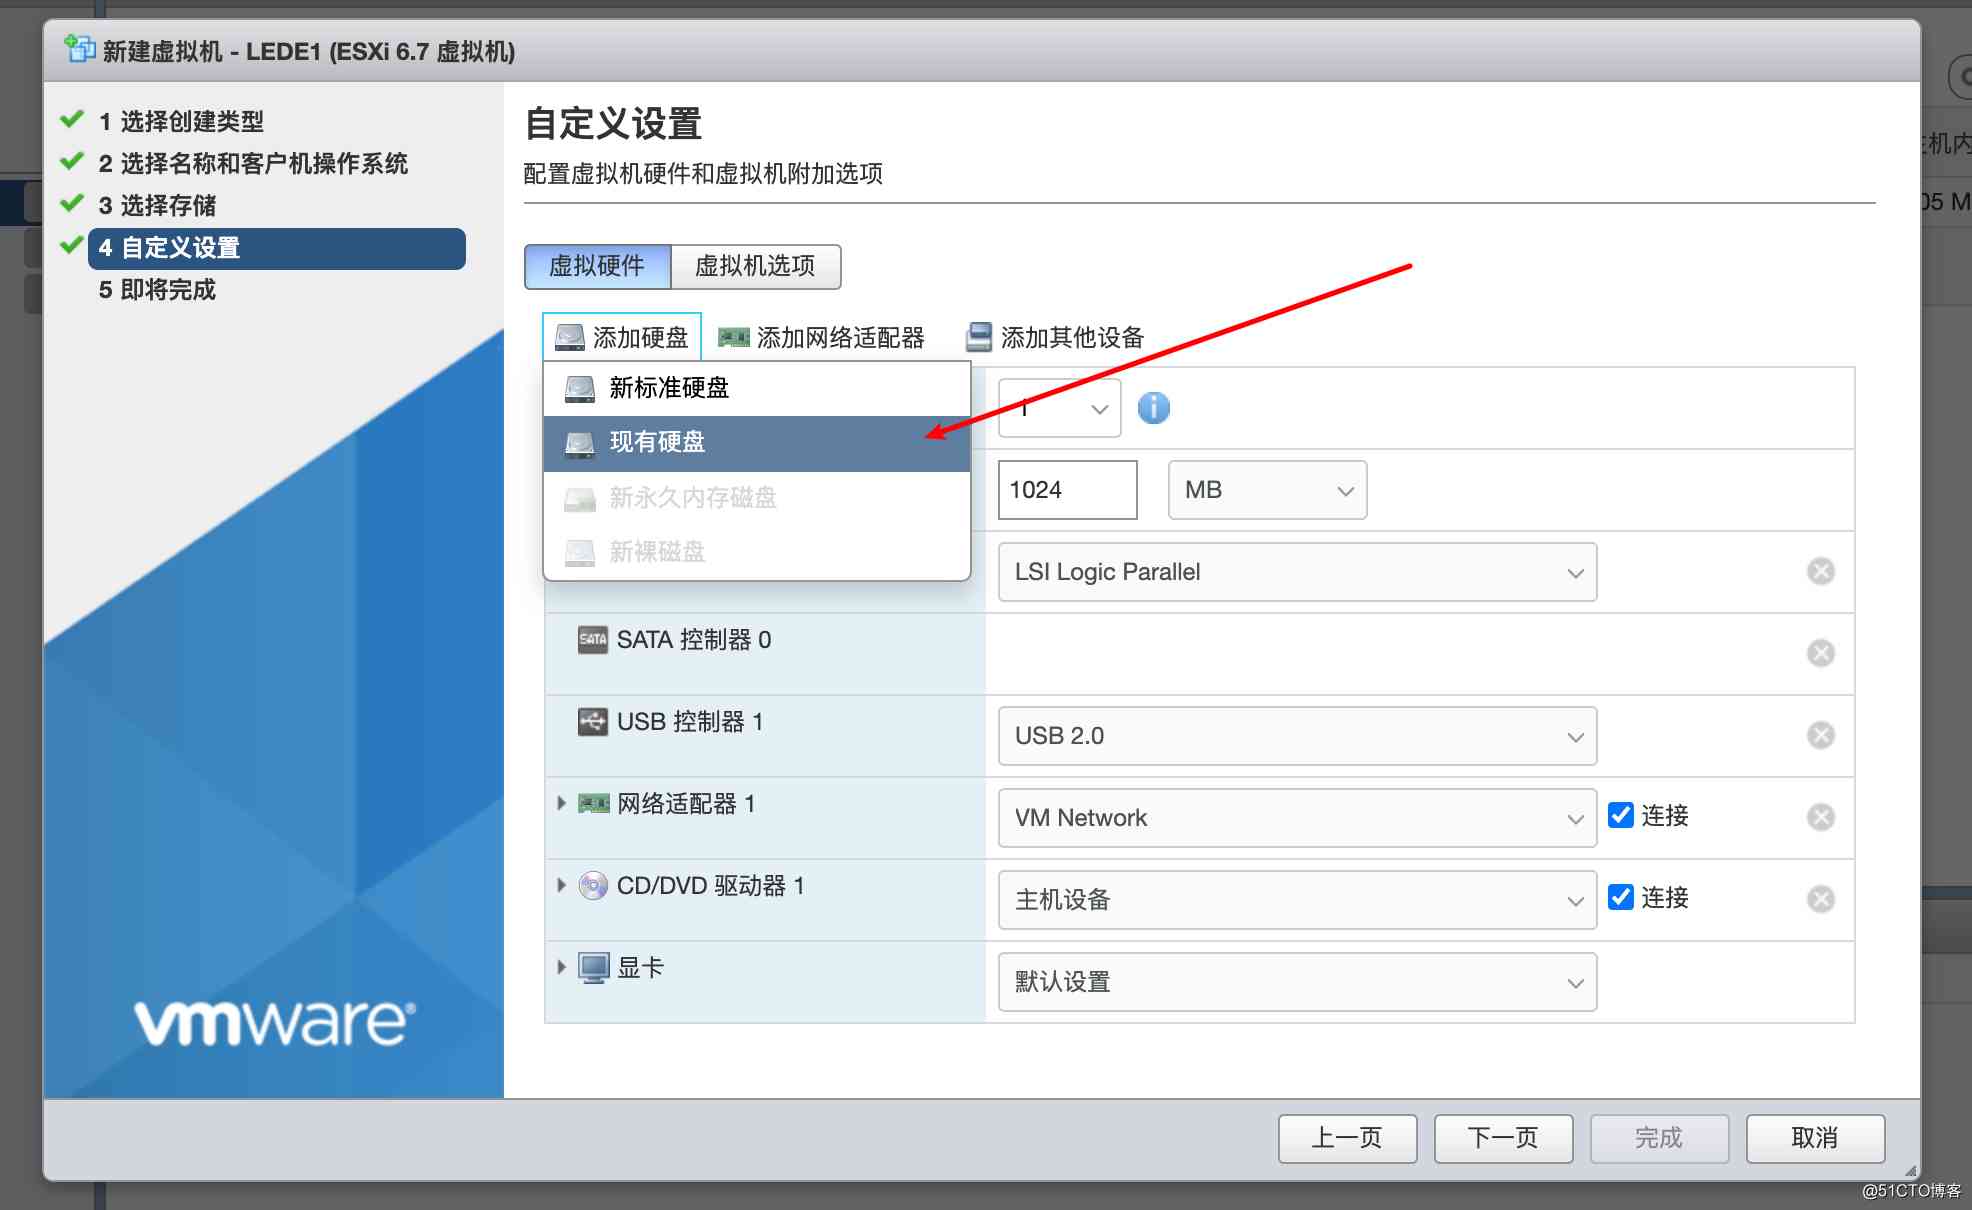 新建虚拟机 - LEDE1 (ESXi 6.7 虚拟机)
1 选择创建类型
2 选择名称和客户机操作系统
3 选择存储
4 自定义设置
5 即将完成
vmware®
自定义设置
配置虚拟机硬件和虚拟机附加选项
虚拟硬件 虚拟机选项
添加硬盘 添加网络适配器 添加其他设备
新标准硬盘
现有硬盘
新永久内存磁盘
新裸磁盘
1
1024 MB
LSI Logic Parallel
SATA SATA 控制器 0
USB 控制器 1 USB 2.0
网络适配器 1 VM Network 连接
CD/DVD 驱动器 1 主机设备 连接
显卡 默认设置
上一页 下一页 完成 取消
机内
05 M
@51CTO博客